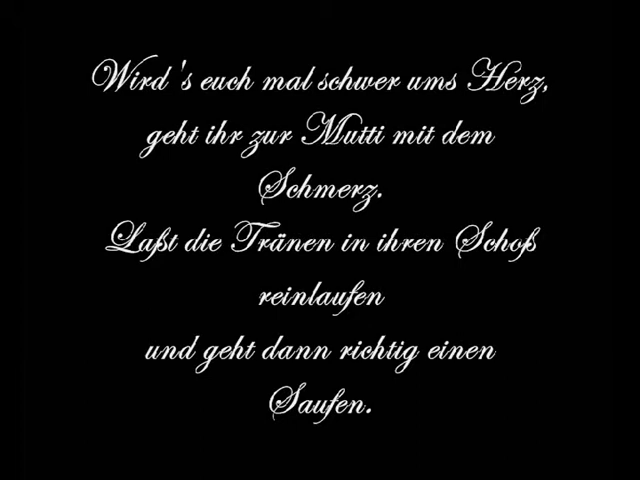 Wird 's euch mal schwer ums Herz,
geht ihr zur Mutti mit dem
Schmerz.
Laßt die Tränen in ihren Schoß
reinlaufen
und geht dann richtig einen
Saufen.